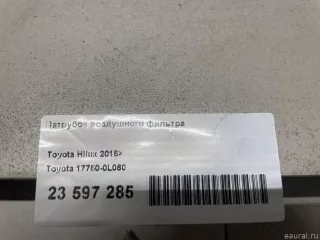 Патрубок воздушного фильтра
Toyota Hilux 2015>
Toyota 17750-0L060
23 597 285
eaural.ru